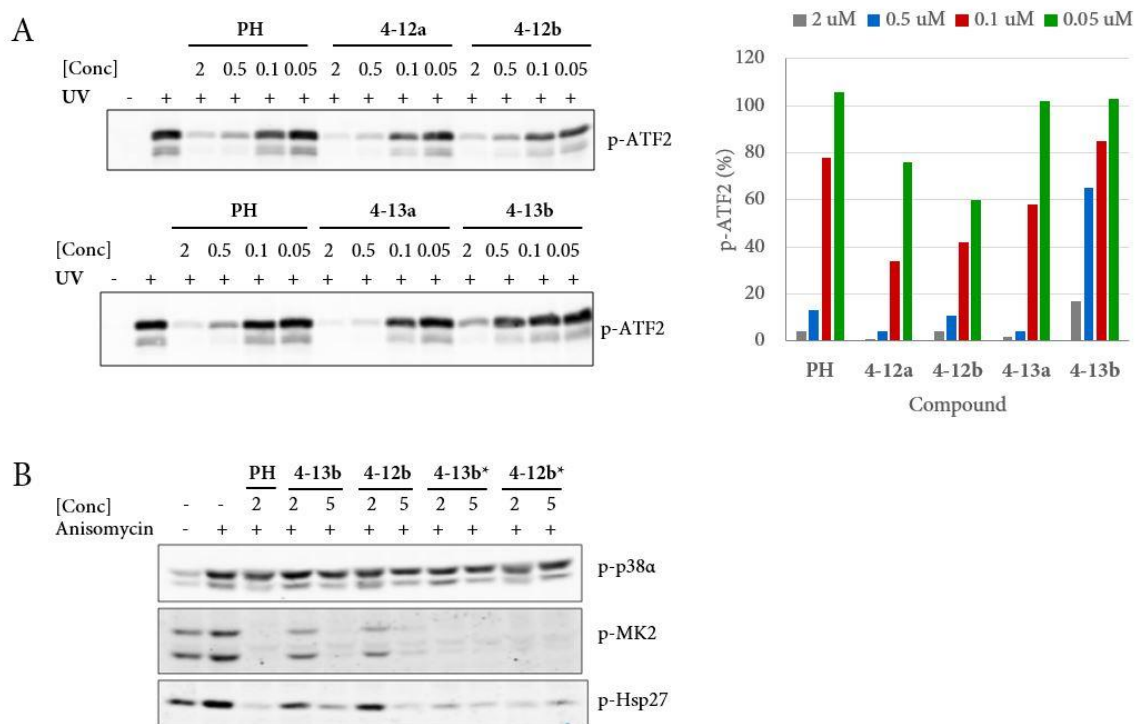 A
PH 4-12a 4-12b
[Conc] 2 0.5 0.1 0.05 2 0.5 0.1 0.05 2 0.5 0.1 0.05
UV - + + + + + + + + + + + + +
p-ATF2
PH 4-13a 4-13b
[Conc] 2 0.5 0.1 0.05 2 0.5 0.1 0.05 2 0.5 0.1 0.05
UV - + + + + + + + + + + + + +
p-ATF2
2 uM 0.5 uM 0.1 uM 0.05 uM
120
100
80
60
40
20
0
p-ATF2 (%)
PH 4-12a 4-12b 4-13a 4-13b
Compound
B
PH 4-13b 4-12b 4-13b* 4-12b*
[Conc] - - 2 2 5 2 5 2 5 2 5
Anisomycin - + + + + + + + + + +
p-p38α
p-MK2
p-Hsp27